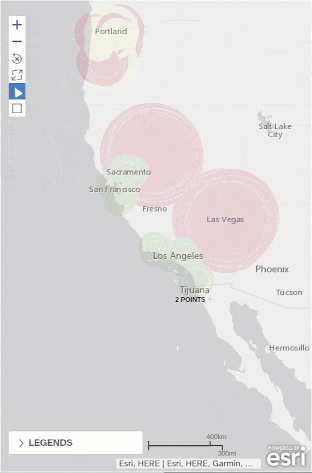 Portland
Salt Lake
City
Sacramento
San Francisco
Fresno
Las Vegas
Los Angeles
Phoenix
Tijuana
Tucson
2 POINTS
Hermosillo
LEGENDS
400km
300mi
POWERED BY
esri
Esri, HERE | Esri, HERE, Garmin, ...